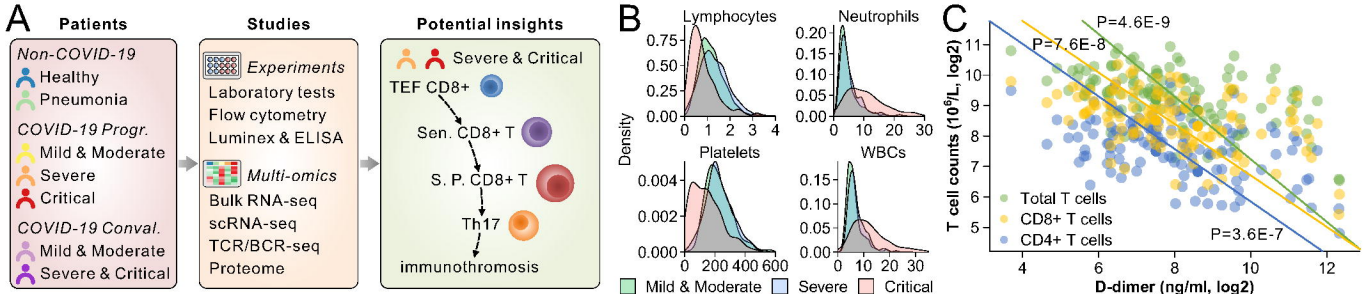 A
Patients
Non-COVID-19
Healthy
Pneumonia
COVID-19 Progr.
Mild & Moderate
Severe
Critical
COVID-19 Conval.
Mild & Moderate
Severe & Critical
Studies
Experiments
Laboratory tests
Flow cytometry
Luminex & ELISA
Multi-omics
Bulk RNA-seq
scRNA-seq
TCR/BCR-seq
Proteome
Potential insights
Severe & Critical
TEF CD8+
Sen. CD8+ T
S. P. CD8+ T
Th17
immunothromosis
B
Density
Lymphocytes
0.75
0.50
0.25
0.00
0 1 2 3 4
Neutrophils
0.20
0.15
0.10
0.05
0.00
0 10 20 30
Platelets
0.004
0.002
0.000
0 200 400 600
WBCs
0.15
0.10
0.05
0.00
0 10 20 30
Mild & Moderate Severe Critical
C
T cell counts (10⁶/L, log2)
11
10
9
8
7
6
5
P=4.6E-9
P=7.6E-8
P=3.6E-7
Total T cells
CD8+ T cells
CD4+ T cells
4 6 8 10 12
D-dimer (ng/ml, log2)